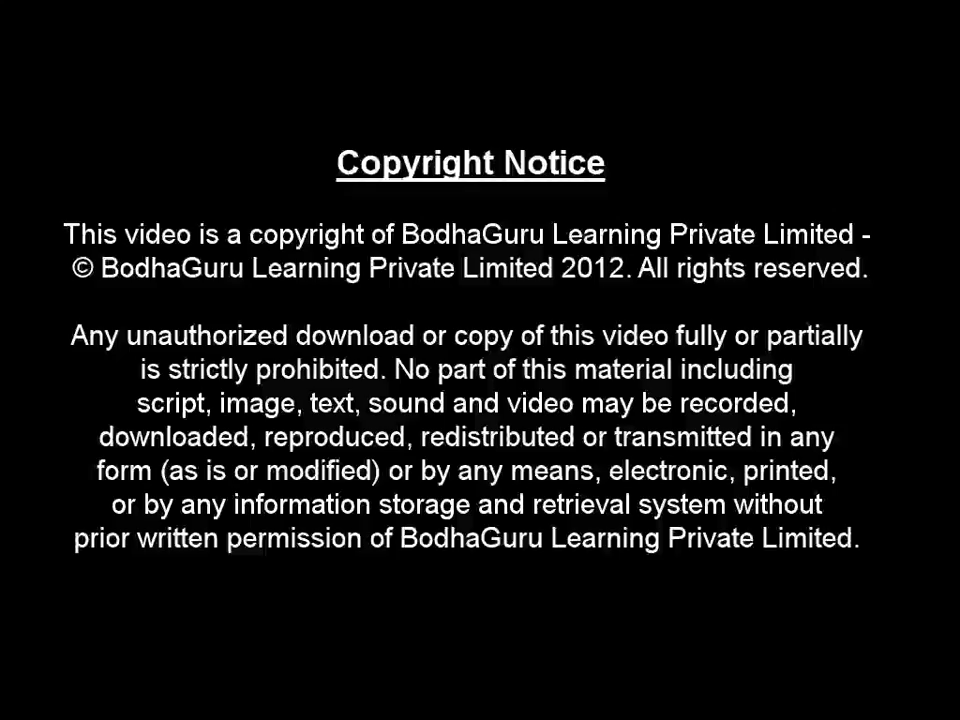 Copyright Notice
This video is a copyright of BodhaGuru Learning Private Limited -
© BodhaGuru Learning Private Limited 2012. All rights reserved.
Any unauthorized download or copy of this video fully or partially
is strictly prohibited. No part of this material including
script, image, text, sound and video may be recorded,
downloaded, reproduced, redistributed or transmitted in any
form (as is or modified) or by any means, electronic, printed,
or by any information storage and retrieval system without
prior written permission of BodhaGuru Learning Private Limited.